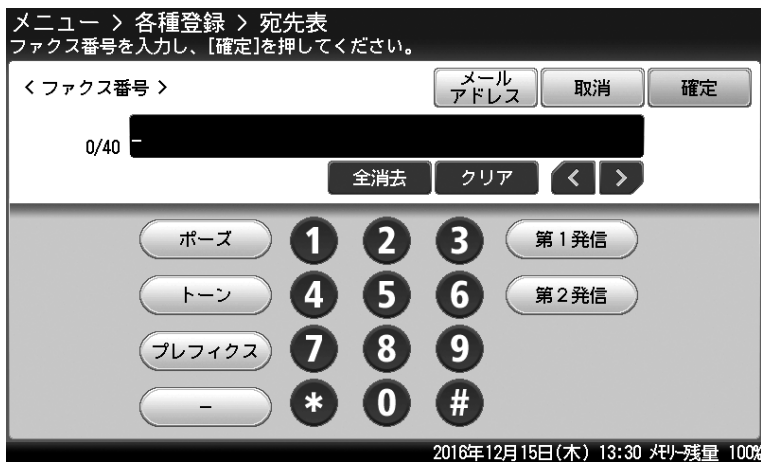 メニュー > 各種登録 > 宛先表
ファクス番号を入力し、[確定]を押してください。
<ファクス番号>
メール
アドレス
取消
確定
0/40 _
全消去
クリア
< >
ポーズ 1 2 3 第1発信
トーン 4 5 6 第2発信
プレフィクス 7 8 9
- * 0 #
2016年12月15日(木) 13:30 ﾒﾓﾘｰ残量 100%